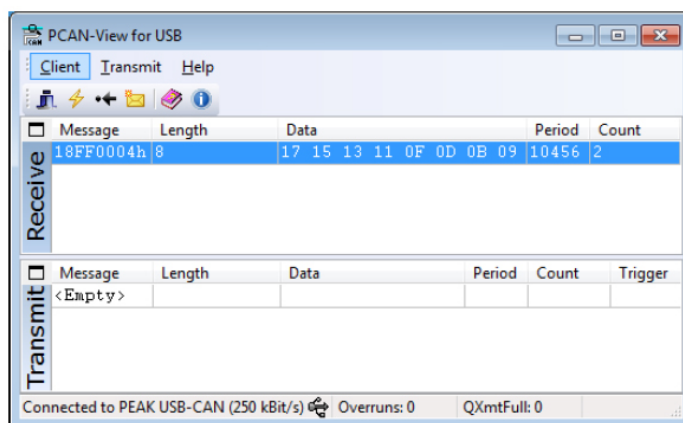 PCAN-View for USB
Client Transmit Help
Message Length Data Period Count
18FF0004h 8 17 15 13 11 0F 0D 0B 09 10456 2
Receive
Message Length Data Period Count Trigger
<Empty>
Transmit
Connected to PEAK USB-CAN (250 kBit/s) Overruns: 0 QXmtFull: 0